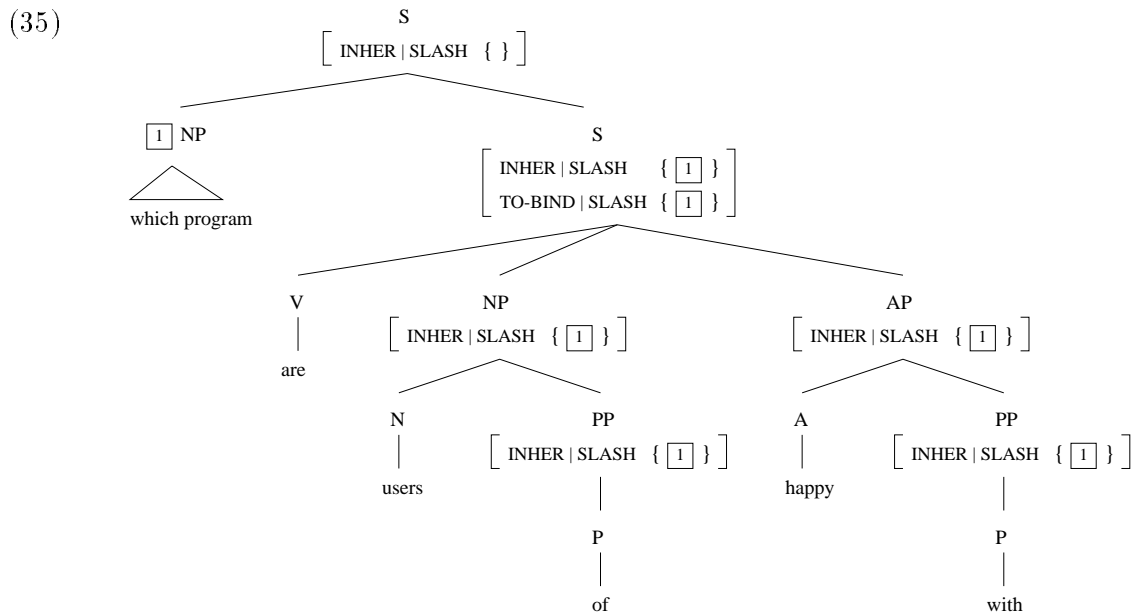 (35)
S
[ INHER | SLASH { } ]
1 NP
S
which program
[ INHER | SLASH { 1 }
TO-BIND | SLASH { 1 } ]
V NP AP
are [ INHER | SLASH { 1 } ] [ INHER | SLASH { 1 } ]
N PP A PP
users [ INHER | SLASH { 1 } ] happy [ INHER | SLASH { 1 } ]
P P
of with